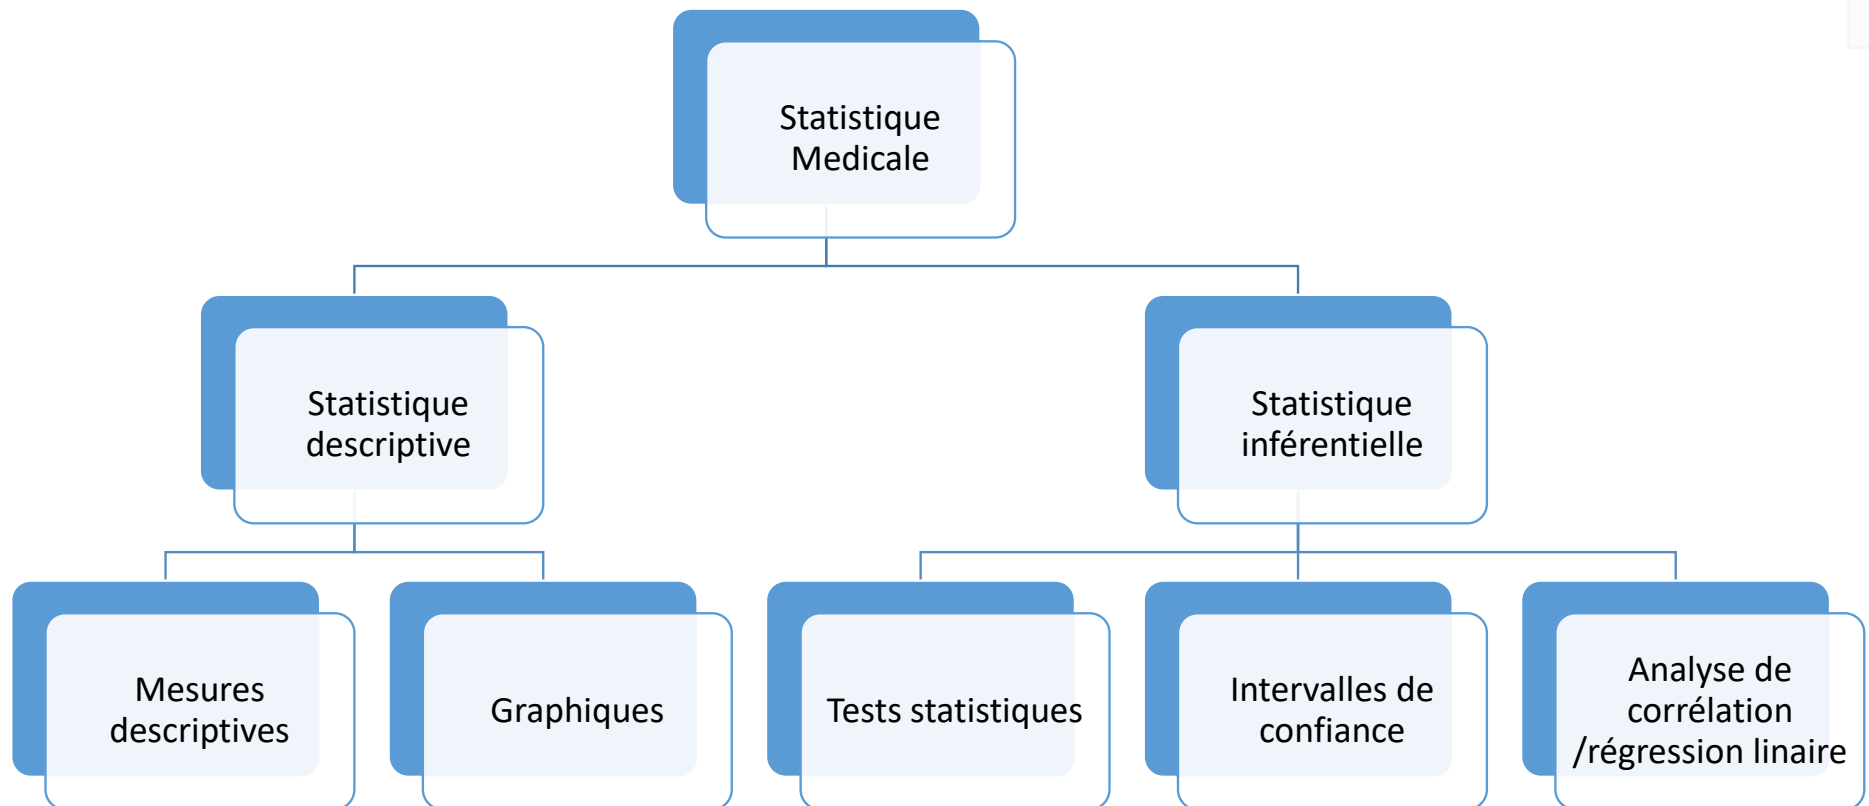 Statistique
Medicale
Statistique
descriptive
Statistique
inférentielle
Mesures
descriptives
Graphiques
Tests statistiques
Intervalles de
confiance
Analyse de
corrélation
/régression linaire